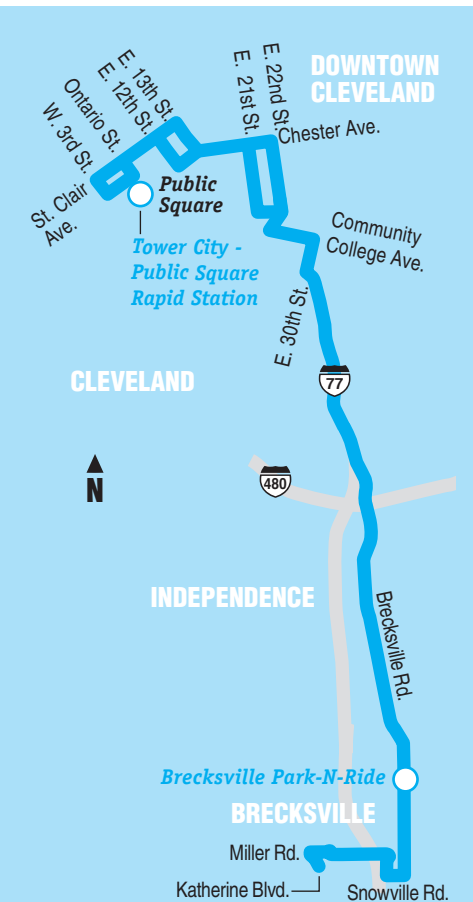 DOWNTOWN
CLEVELAND
E. 22nd St.
E. 21st St.
E. 13th St.
E. 12th St.
Ontario St.
W. 3rd St.
St. Clair
Ave.
Chester Ave.
Public
Square
Tower City -
Public Square
Rapid Station
Community
College Ave.
E. 30th St.
CLEVELAND
77
N
480
INDEPENDENCE
Brecksville Rd.
Brecksville Park-N-Ride
BRECKSVILLE
Miller Rd.
Katherine Blvd.
Snowville Rd.